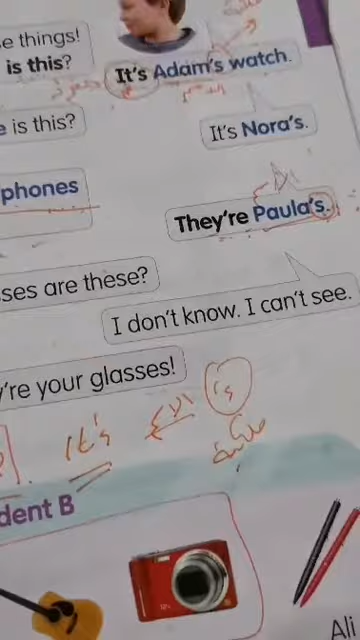 e things!
is this?
It's Adam's watch.
e is this?
It's Nora's.
phones
They're Paula's.
ses are these?
I don't know. I can't see.
y're your glasses!
It's
's
dent B
Ali